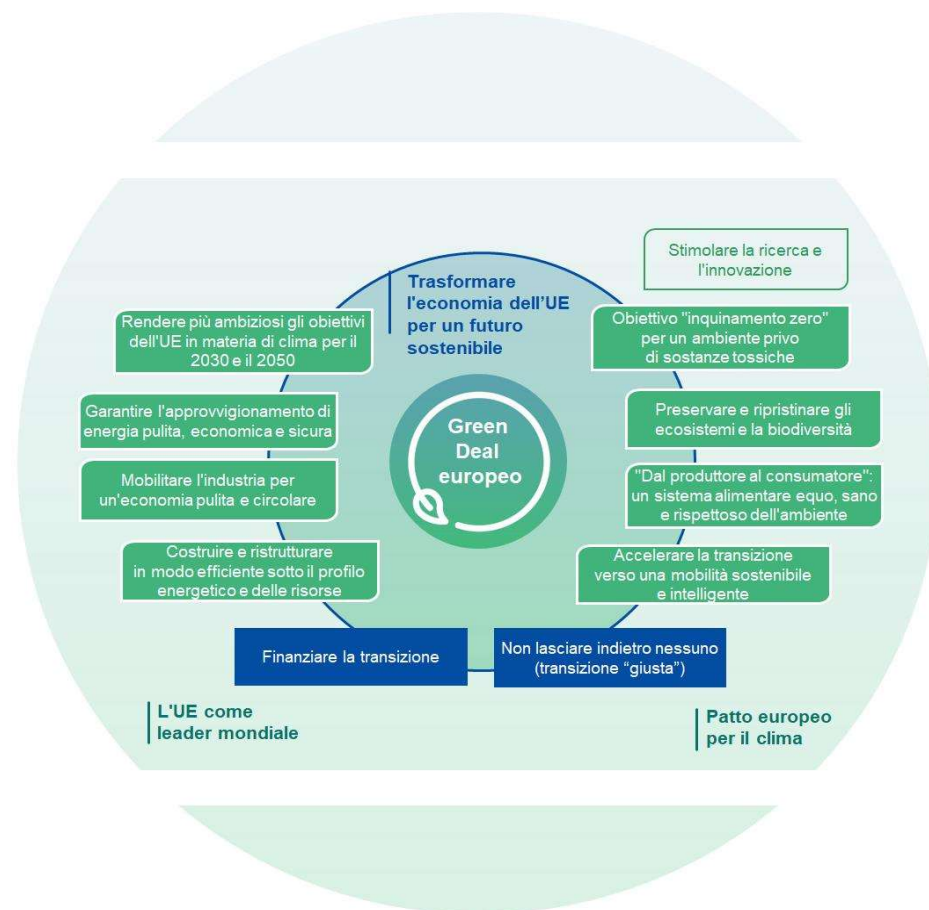 Stimolare la ricerca e
l'innovazione
Trasformare
l'economia dell'UE
per un futuro
sostenibile
Rendere più ambiziosi gli obiettivi
dell'UE in materia di clima per il
2030 e il 2050
Obiettivo "inquinamento zero"
per un ambiente privo
di sostanze tossiche
Garantire l'approvvigionamento di
energia pulita, economica e sicura
Preservare e ripristinare gli
ecosistemi e la biodiversità
Green
Deal
europeo
Mobilitare l'industria per
un'economia pulita e circolare
"Dal produttore al consumatore":
un sistema alimentare equo, sano
e rispettoso dell'ambiente
Costruire e ristrutturare
in modo efficiente sotto il profilo
energetico e delle risorse
Accelerare la transizione
verso una mobilità sostenibile
e intelligente
Finanziare la transizione
Non lasciare indietro nessuno
(transizione “giusta”)
L'UE come
leader mondiale
Patto europeo
per il clima